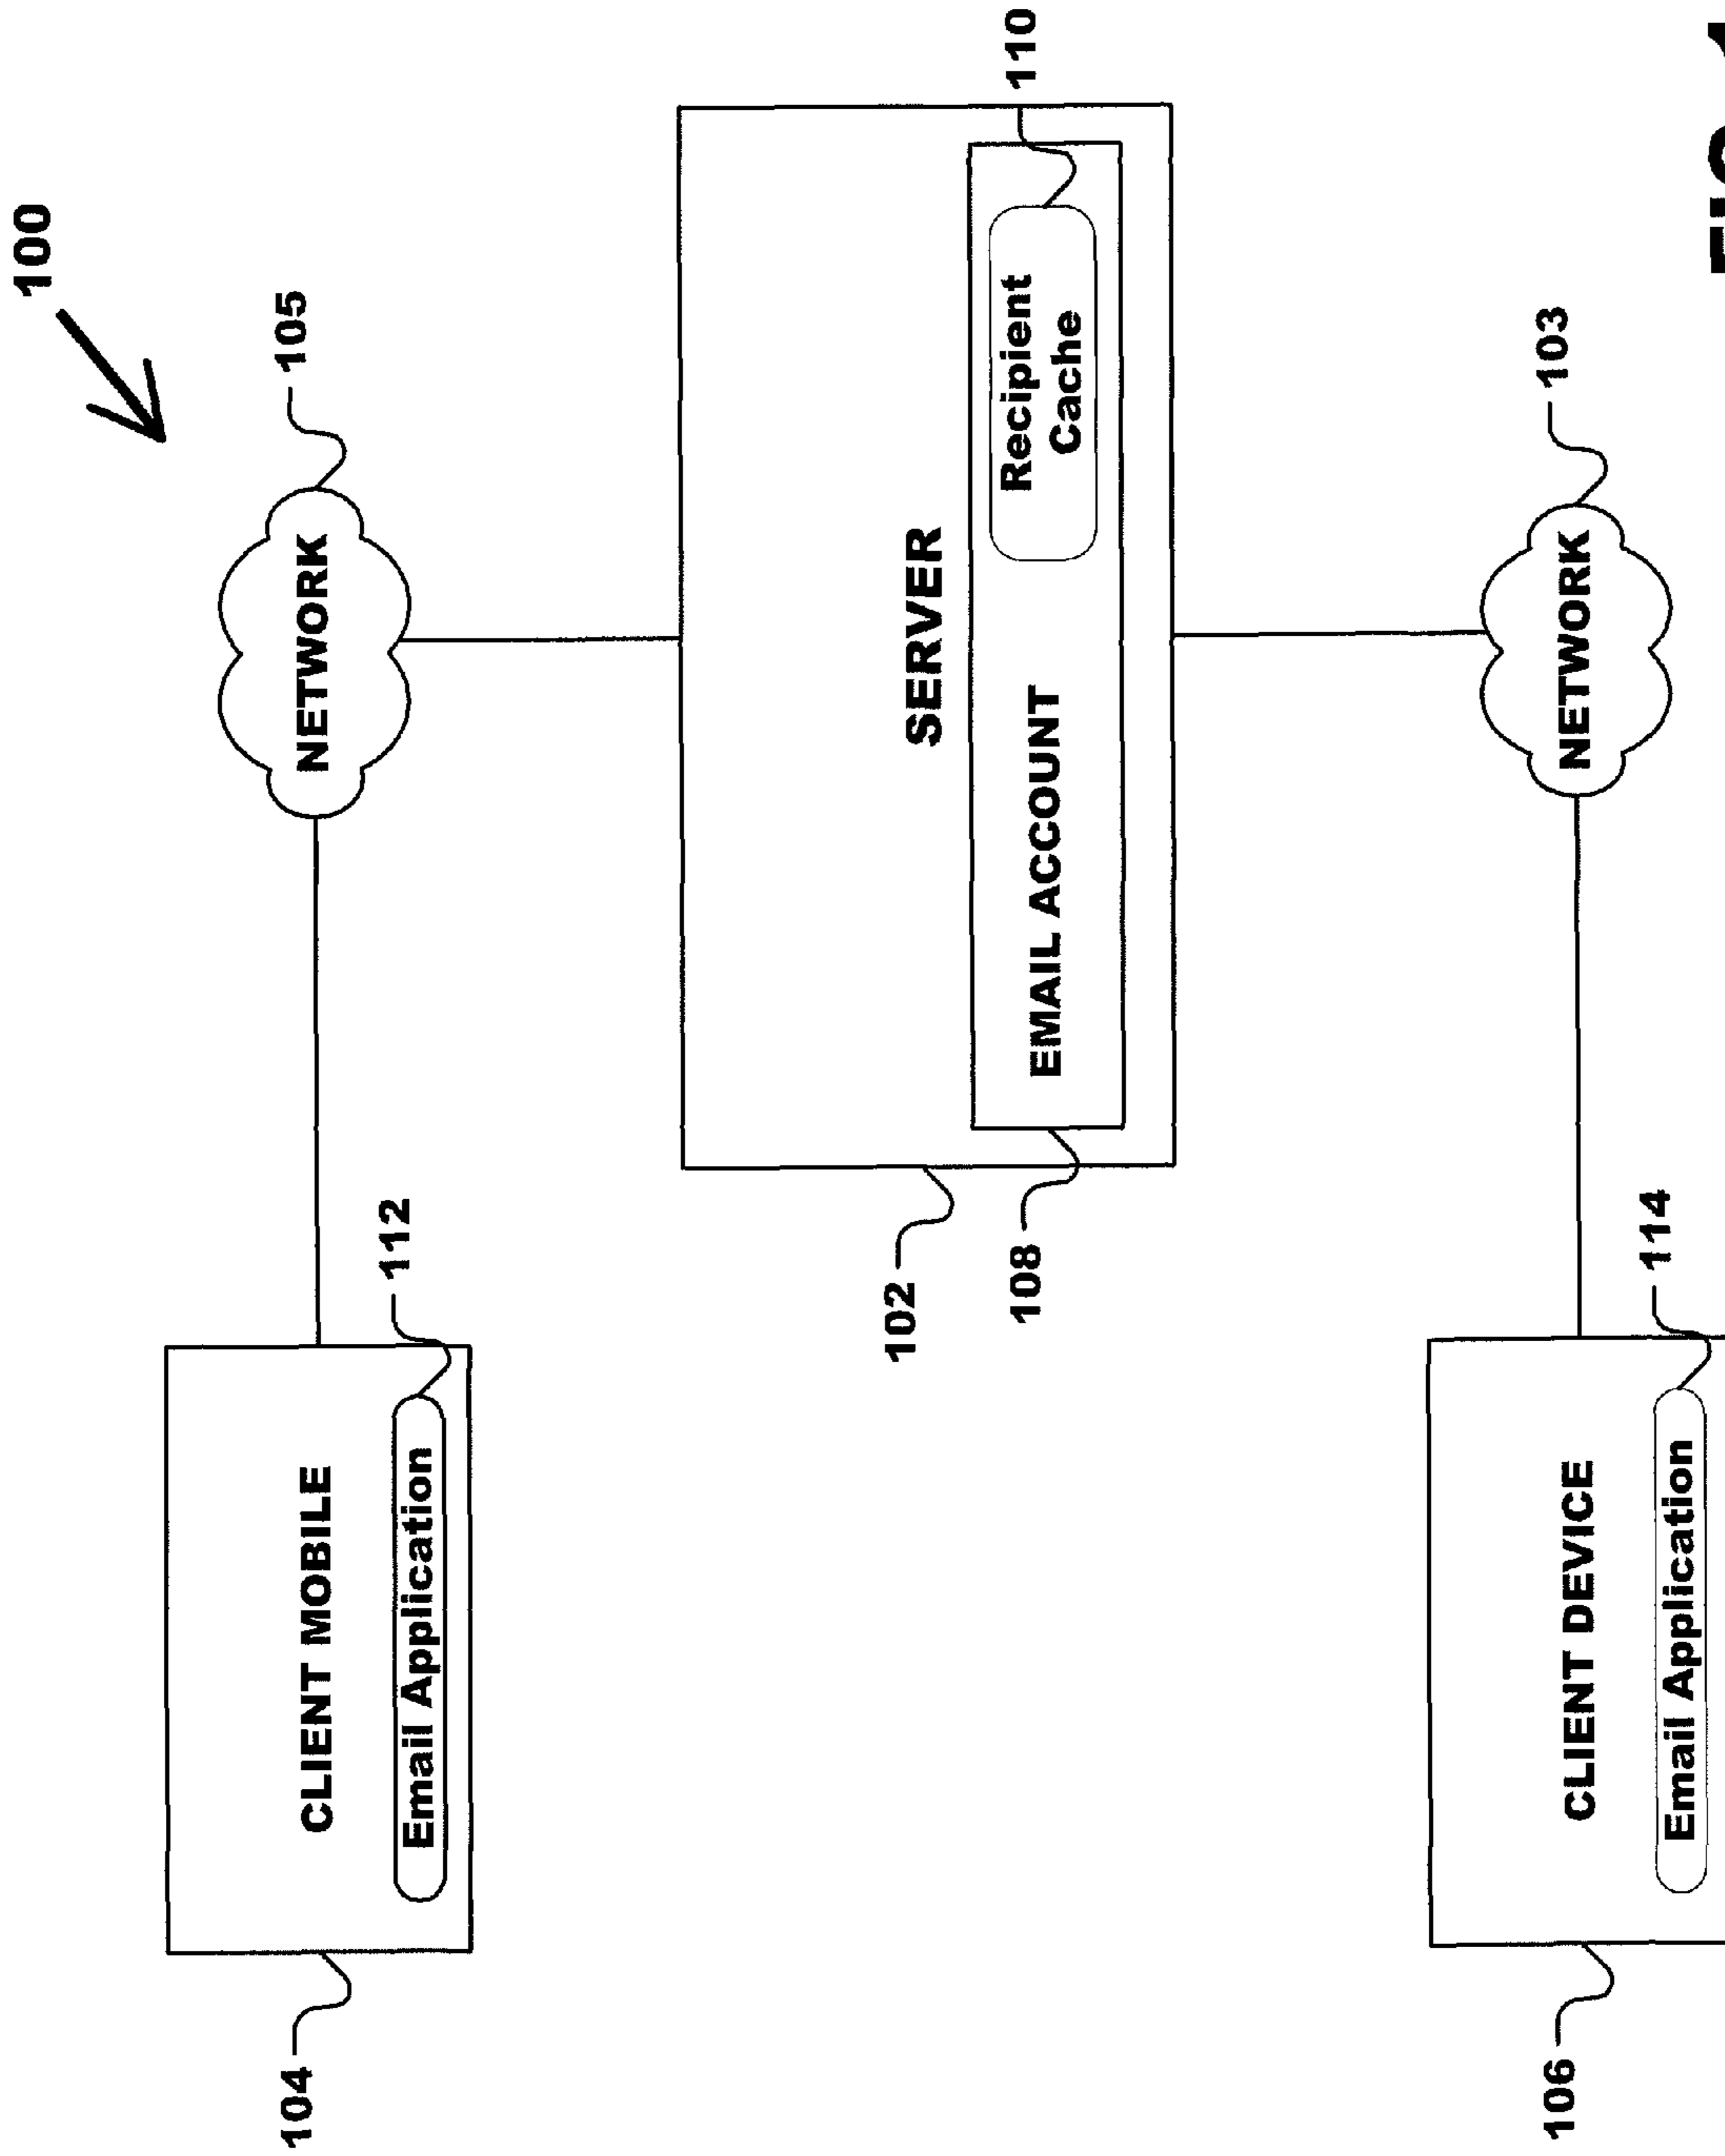 100
104
CLIENT MOBILE
NETWORK
105
112
Email Application
102
SERVER
108
EMAIL ACCOUNT
Recipient
Cache
110
106
CLIENT DEVICE
NETWORK
103
114
Email Application